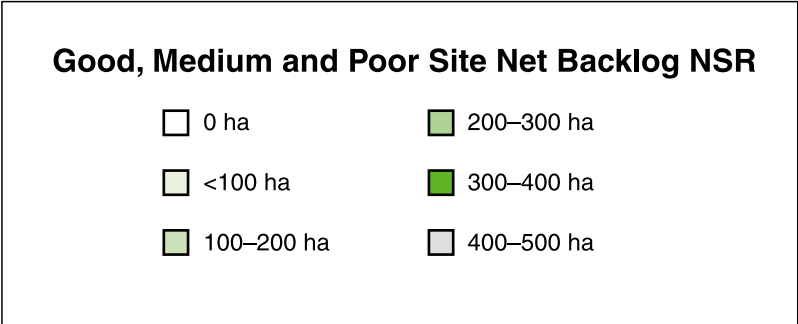 Good, Medium and Poor Site Net Backlog NSR
0 ha
<100 ha
100–200 ha
200–300 ha
300–400 ha
400–500 ha